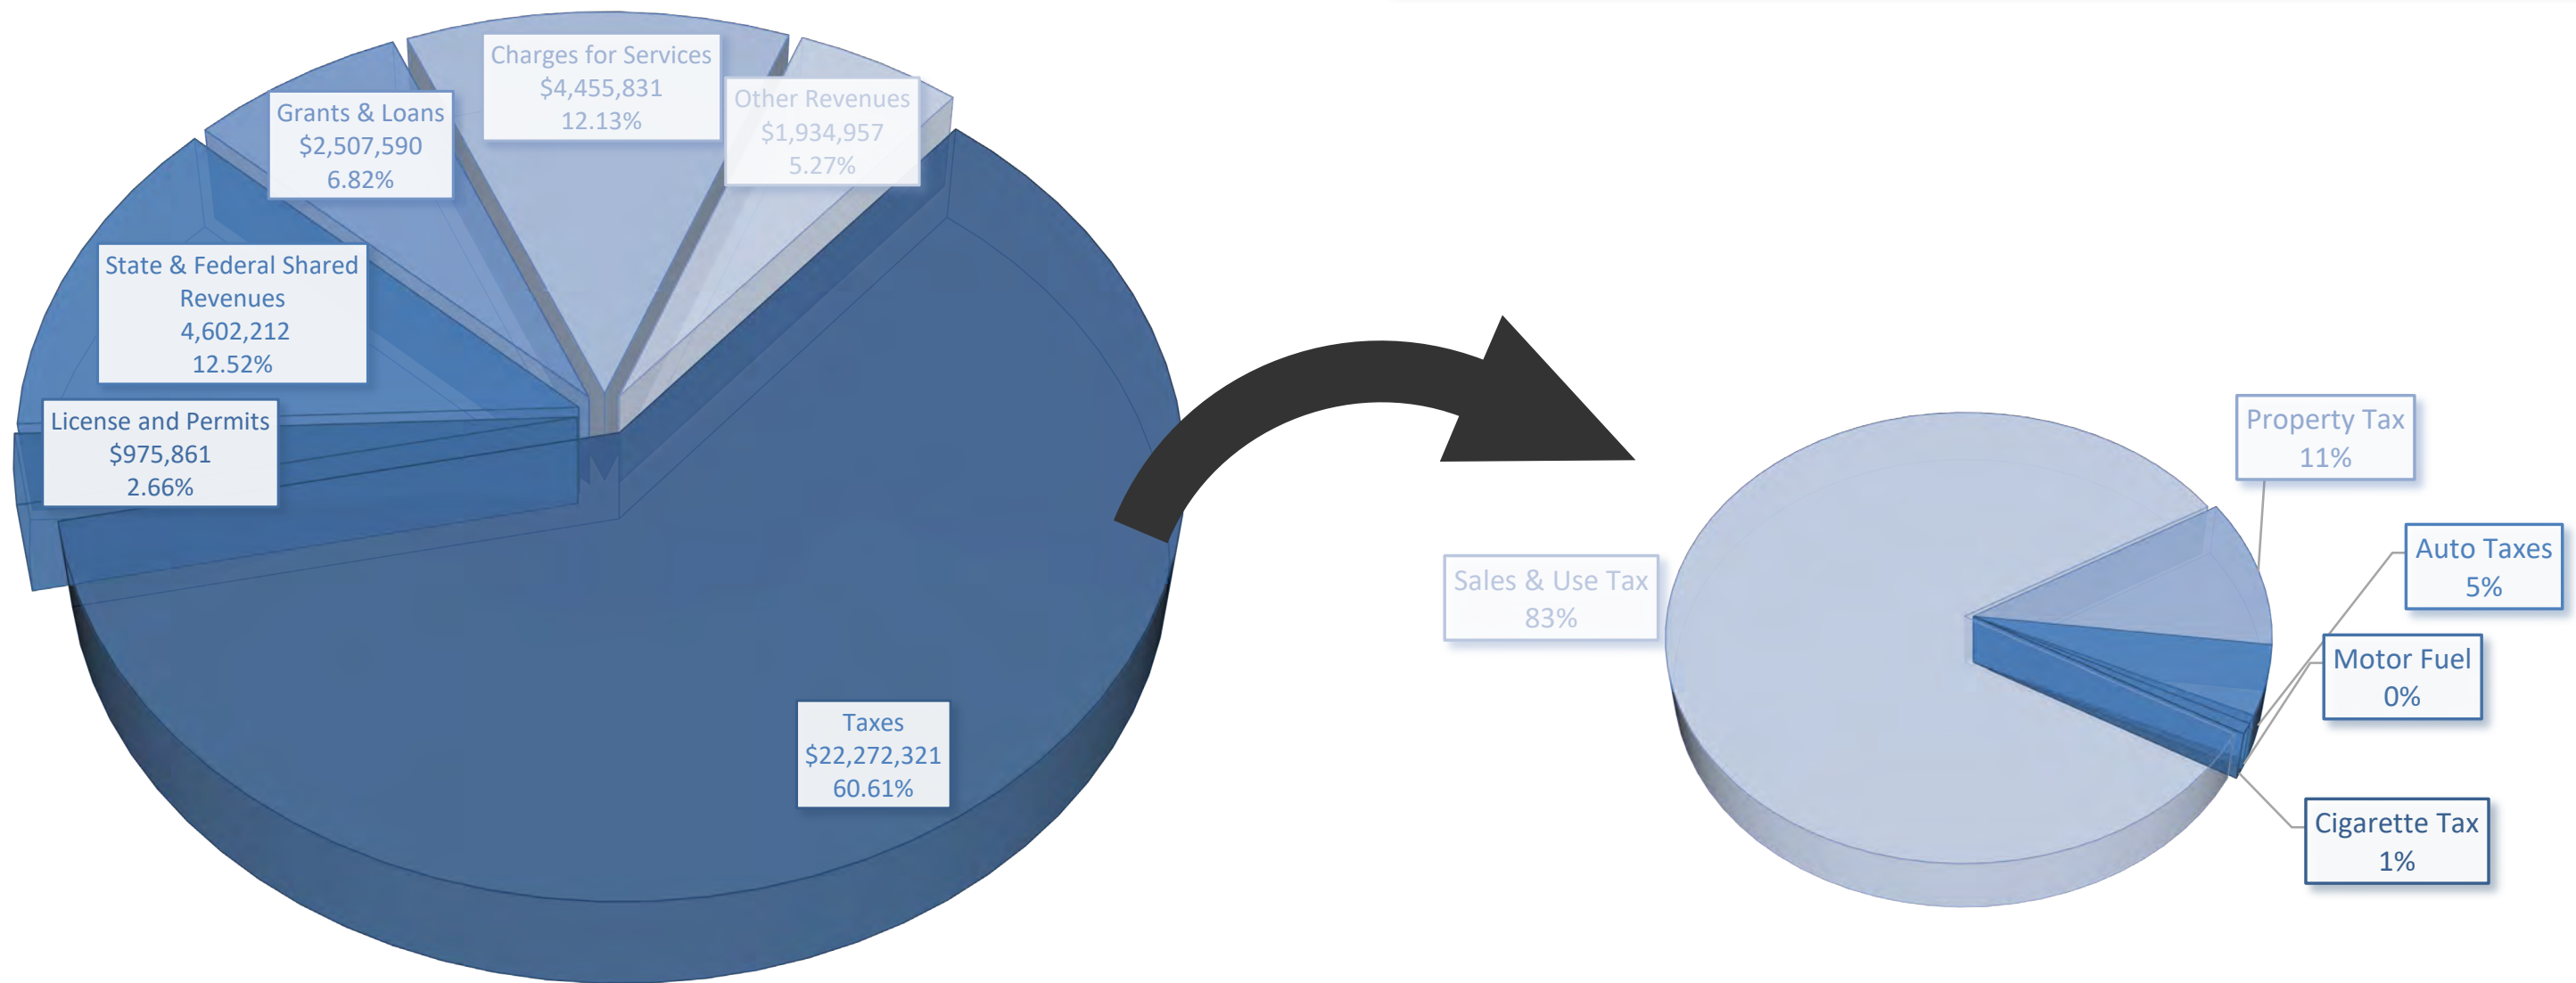 Charges for Services
$4,455,831
12.13%
Other Revenues
$1,934,957
5.27%
Grants & Loans
$2,507,590
6.82%
State & Federal Shared
Revenues
4,602,212
12.52%
License and Permits
$975,861
2.66%
Taxes
$22,272,321
60.61%
Property Tax
11%
Auto Taxes
5%
Sales & Use Tax
83%
Motor Fuel
0%
Cigarette Tax
1%